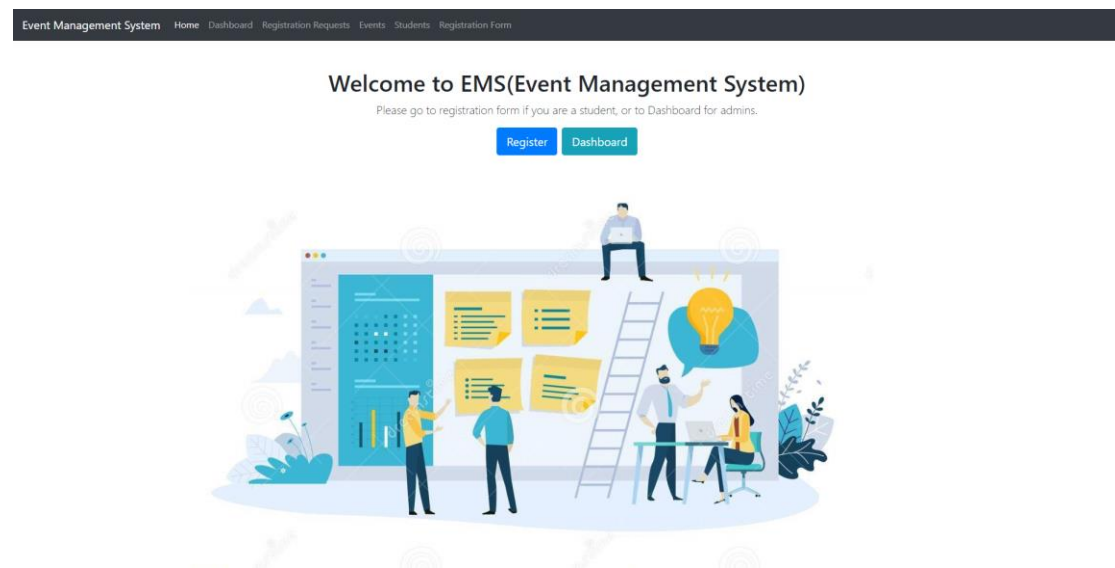 Event Management System Home Dashboard Registration Requests Events Students Registration Form
Welcome to EMS(Event Management System)
Please go to registration form if you are a student, or to Dashboard for admins.
Register Dashboard